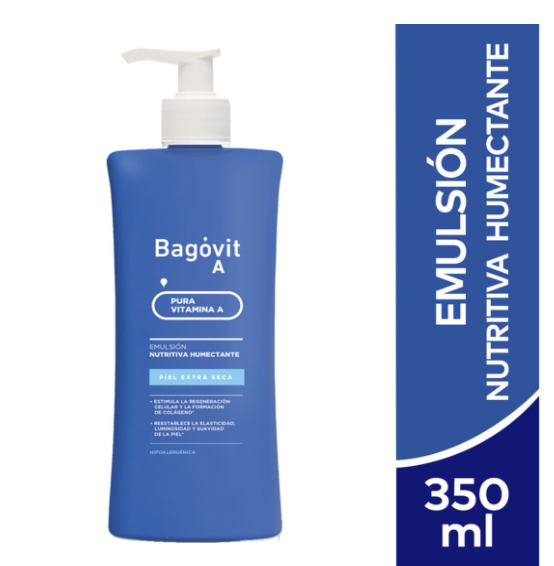 Bagóvit
A
PURA
VITAMINA A
EMULSIÓN
NUTRITIVA HUMECTANTE
PIEL EXTRA SECA
• ESTIMULA LA REGENERACIÓN
CELULAR Y LA FORMACIÓN
DE COLÁGENO*
• REESTABLECE LA ELASTICIDAD,
LUMINOSIDAD Y SUAVIDAD
DE LA PIEL*
HIPOALERGÉNICA
EMULSIÓN
NUTRITIVA HUMECTANTE
350
ml